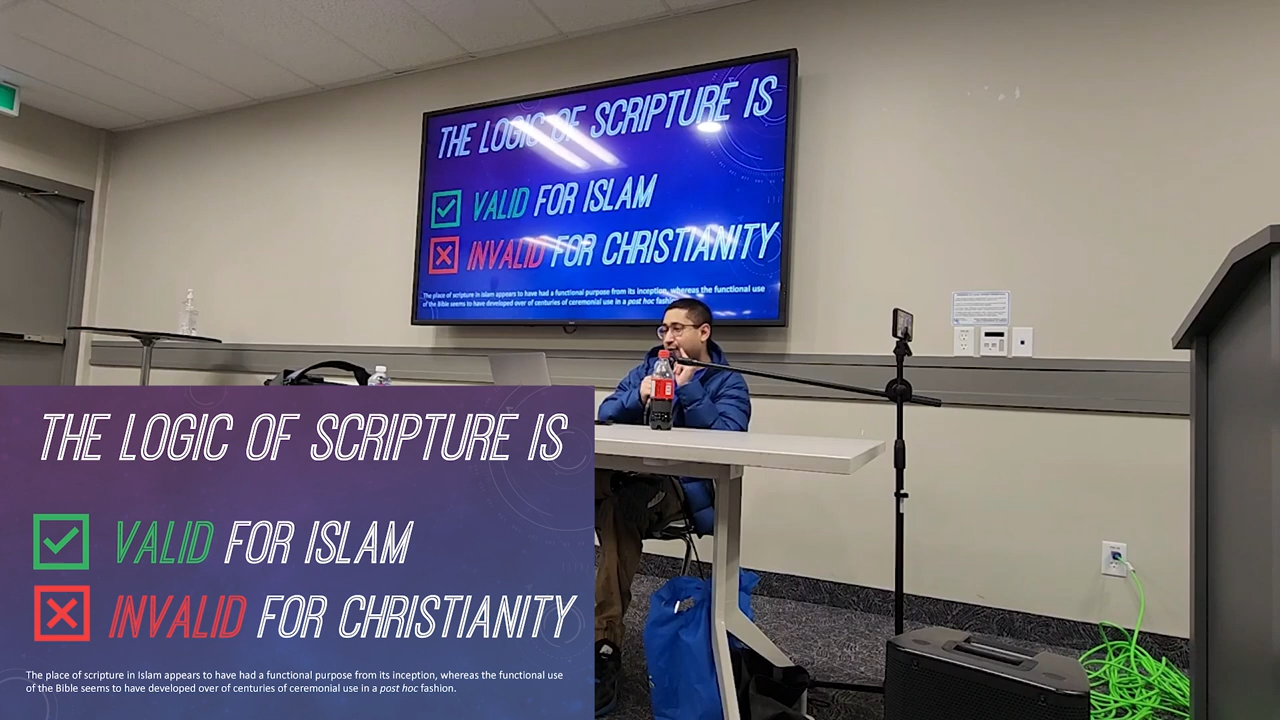 THE LOGIC OF SCRIPTURE IS
VALID FOR ISLAM
INVALID FOR CHRISTIANITY
The place of scripture in Islam appears to have had a functional purpose from its inception, whereas the functional use
of the Bible seems to have developed over of centuries of ceremonial use in a post hoc fashion.
THE LOGIC OF SCRIPTURE IS
VALID FOR ISLAM
INVALID FOR CHRISTIANITY
The place of scripture in Islam appears to have had a functional purpose from its inception, whereas the functional use
of the Bible seems to have developed over of centuries of ceremonial use in a post hoc fashion.